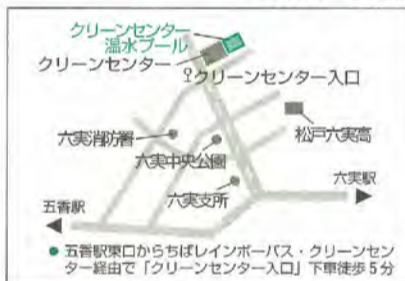 クリーンセンター
温水プール
クリーンセンター
クリーンセンター入口
六実消防署
六実中央公園
松戸六実高
六実支所
六実駅
五香駅
● 五香駅東口からちばレインボーバス・クリーンセン
ター経由で「クリーンセンター入口」下車徒歩5分